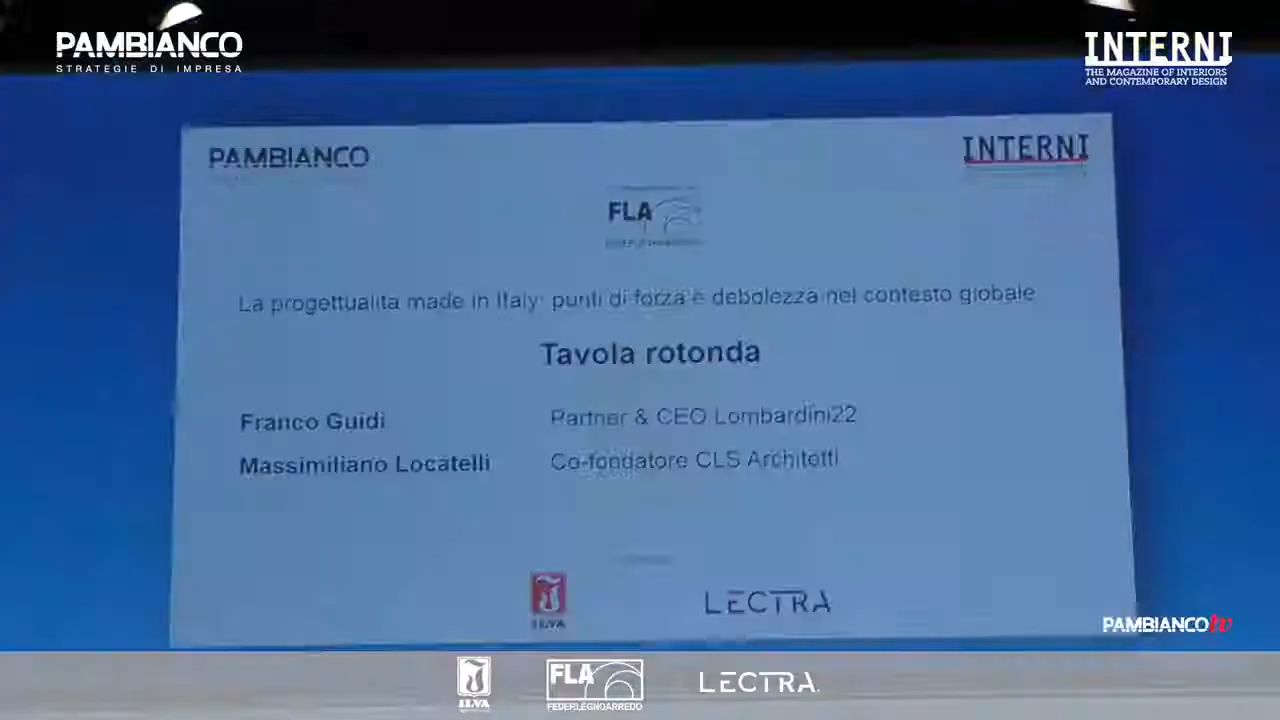 PAMBIANCO
STRATEGIE DI IMPRESA
INTERNI
THE MAGAZINE OF INTERIORS
AND CONTEMPORARY DESIGN
PAMBIANCO
INTERNI
FLA
La progettualità made in Italy: punti di forza e debolezza nel contesto globale
Tavola rotonda
Franco Guidi Partner & CEO Lombardini22
Massimiliano Locatelli Co-fondatore CLS Architetti
ILVA
LECTRA
PAMBIANCOtv
ILVA
FLA
FEDERLEGNOARREDO
LECTRA